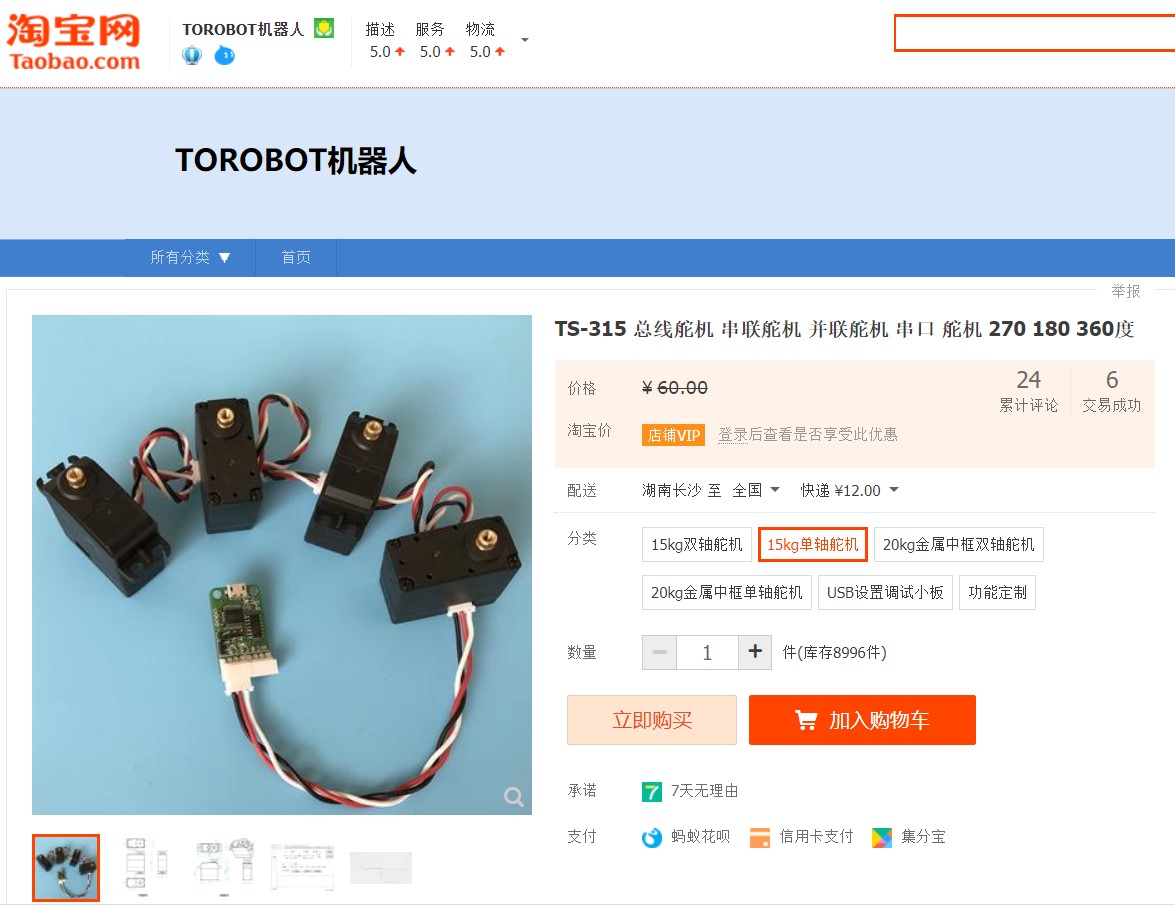 淘宝网
Taobao.com
TOROBOT机器人
描述 服务 物流
5.0 5.0 5.0
TOROBOT机器人
所有分类 ▼ 首页
举报
TS-315 总线舵机 串联舵机 并联舵机 串口 舵机 270 180 360度
价格 ¥ 60.00
24 6
累计评论 交易成功
淘宝价 店铺VIP 登录后查看是否享受此优惠
配送 湖南长沙 至 全国 快递 ¥12.00
分类 15kg双轴舵机 15kg单轴舵机 20kg金属中框双轴舵机
20kg金属中框单轴舵机 USB设置调试小板 功能定制
数量 − 1 + 件(库存8996件)
立即购买 加入购物车
承诺 7 7天无理由
支付 蚂蚁花呗 信用卡支付 集分宝